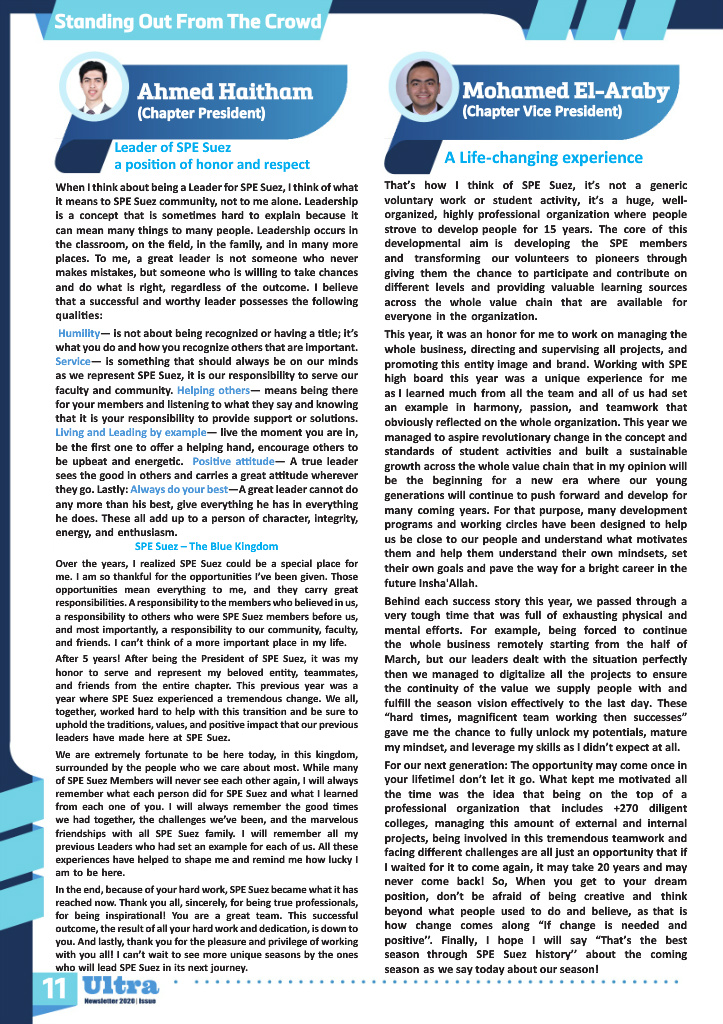 Standing Out From The Crowd
Ahmed Haitham
(Chapter President)
Leader of SPE Suez
a position of honor and respect
When I think about being a Leader for SPE Suez, I think of what
it means to SPE Suez community, not to me alone. Leadership
is a concept that is sometimes hard to explain because it
can mean many things to many people. Leadership occurs in
the classroom, on the field, in the family, and in many more
places. To me, a great leader is not someone who never
makes mistakes, but someone who is willing to take chances
and do what is right, regardless of the outcome. I believe
that a successful and worthy leader possesses the following
qualities:
Humility— is not about being recognized or having a title; it's
what you do and how you recognize others that are important.
Service— is something that should always be on our minds
as we represent SPE Suez, it is our responsibility to serve our
faculty and community. Helping others— means being there
for your members and listening to what they say and knowing
that it is your responsibility to provide support or solutions.
Living and Leading by example— live the moment you are in,
be the first one to offer a helping hand, encourage others to
be upbeat and energetic. Positive attitude— A true leader
sees the good in others and carries a great attitude wherever
they go. Lastly: Always do your best—A great leader cannot do
any more than his best, give everything he has in everything
he does. These all add up to a person of character, integrity,
energy, and enthusiasm.
SPE Suez – The Blue Kingdom
Over the years, I realized SPE Suez could be a special place for
me. I am so thankful for the opportunities I've been given. Those
opportunities mean everything to me, and they carry great
responsibilities. A responsibility to the members who believed in us,
a responsibility to others who were SPE Suez members before us,
and most importantly, a responsibility to our community, faculty,
and friends. I can't think of a more important place in my life.
After 5 years! After being the President of SPE Suez, it was my
honor to serve and represent my beloved entity, teammates,
and friends from the entire chapter. This previous year was a
year where SPE Suez experienced a tremendous change. We all,
together, worked hard to help with this transition and be sure to
uphold the traditions, values, and positive impact that our previous
leaders have made here at SPE Suez.
We are extremely fortunate to be here today, in this kingdom,
surrounded by the people who we care about most. While many
of SPE Suez Members will never see each other again, I will always
remember what each person did for SPE Suez and what I learned
from each one of you. I will always remember the good times
we had together, the challenges we've been, and the marvelous
friendships with all SPE Suez family. I will remember all my
previous Leaders who had set an example for each of us. All these
experiences have helped to shape me and remind me how lucky I
am to be here.
In the end, because of your hard work, SPE Suez became what it has
reached now. Thank you all, sincerely, for being true professionals,
for being inspirational! You are a great team. This successful
outcome, the result of all your hard work and dedication, is down to
you. And lastly, thank you for the pleasure and privilege of working
with you all! I can't wait to see more unique seasons by the ones
who will lead SPE Suez in its next journey.
Mohamed El-Araby
(Chapter Vice President)
A Life-changing experience
That's how I think of SPE Suez, it's not a generic
voluntary work or student activity, it's a huge, well-
organized, highly professional organization where people
strove to develop people for 15 years. The core of this
developmental aim is developing the SPE members
and transforming our volunteers to pioneers through
giving them the chance to participate and contribute on
different levels and providing valuable learning sources
across the whole value chain that are available for
everyone in the organization.
This year, it was an honor for me to work on managing the
whole business, directing and supervising all projects, and
promoting this entity image and brand. Working with SPE
high board this year was a unique experience for me
as I learned much from all the team and all of us had set
an example in harmony, passion, and teamwork that
obviously reflected on the whole organization. This year we
managed to aspire revolutionary change in the concept and
standards of student activities and built a sustainable
growth across the whole value chain that in my opinion will
be the beginning for a new era where our young
generations will continue to push forward and develop for
many coming years. For that purpose, many development
programs and working circles have been designed to help
us be close to our people and understand what motivates
them and help them understand their own mindsets, set
their own goals and pave the way for a bright career in the
future Insha'Allah.
Behind each success story this year, we passed through a
very tough time that was full of exhausting physical and
mental efforts. For example, being forced to continue
the whole business remotely starting from the half of
March, but our leaders dealt with the situation perfectly
then we managed to digitalize all the projects to ensure
the continuity of the value we supply people with and
fulfill the season vision effectively to the last day. These
“hard times, magnificent team working then successes”
gave me the chance to fully unlock my potentials, mature
my mindset, and leverage my skills as I didn't expect at all.
For our next generation: The opportunity may come once in
your lifetime! don't let it go. What kept me motivated all
the time was the idea that being on the top of a
professional organization that includes +270 diligent
colleges, managing this amount of external and internal
projects, being involved in this tremendous teamwork and
facing different challenges are all just an opportunity that if
I waited for it to come again, it may take 20 years and may
never come back! So, When you get to your dream
position, don't be afraid of being creative and think
beyond what people used to do and believe, as that is
how change comes along “If change is needed and
positive”. Finally, I hope I will say “That's the best
season through SPE Suez history” about the coming
season as we say today about our season!
11
Ultra
Newsletter 2020 | Issue